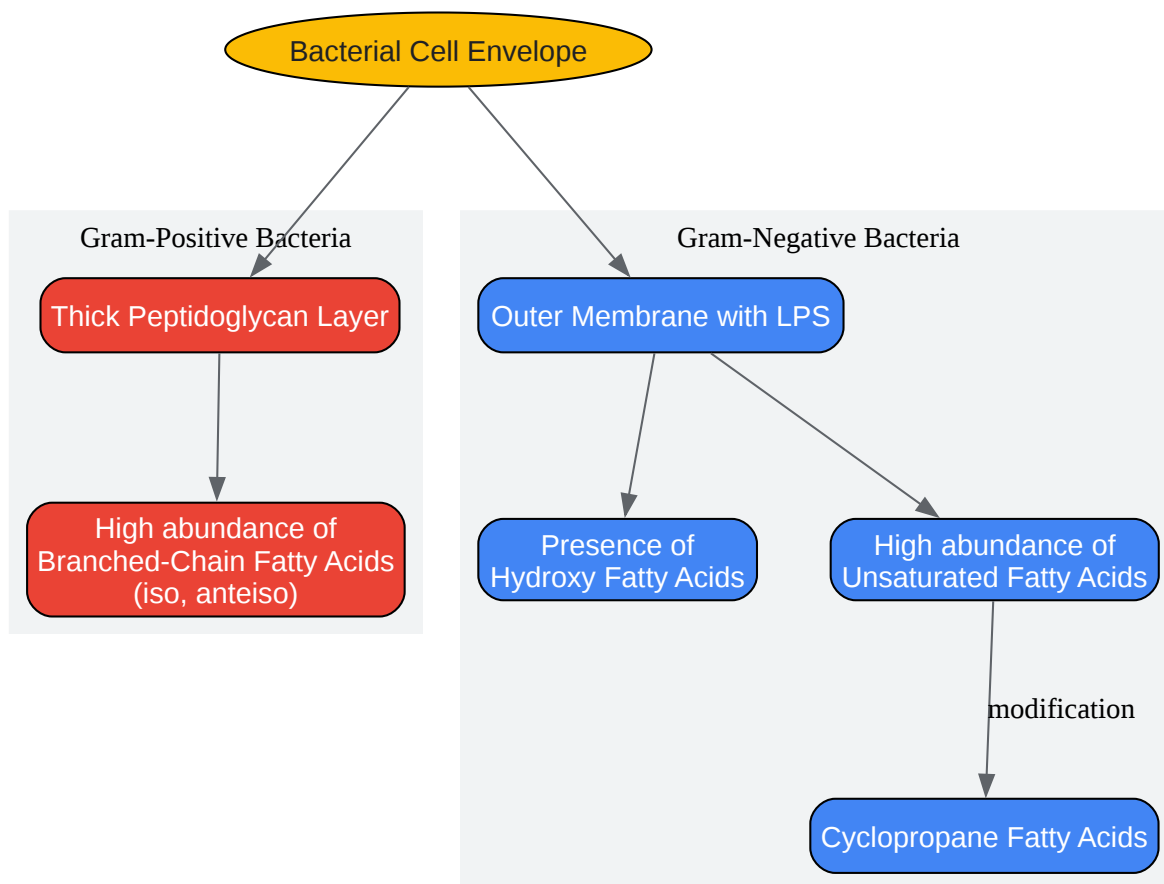 Bacterial Cell Envelope
Gram-Positive Bacteria
Thick Peptidoglycan Layer
High abundance of
Branched-Chain Fatty Acids
(iso, anteiso)
Gram-Negative Bacteria
Outer Membrane with LPS
Presence of
Hydroxy Fatty Acids
High abundance of
Unsaturated Fatty Acids
modification
Cyclopropane Fatty Acids